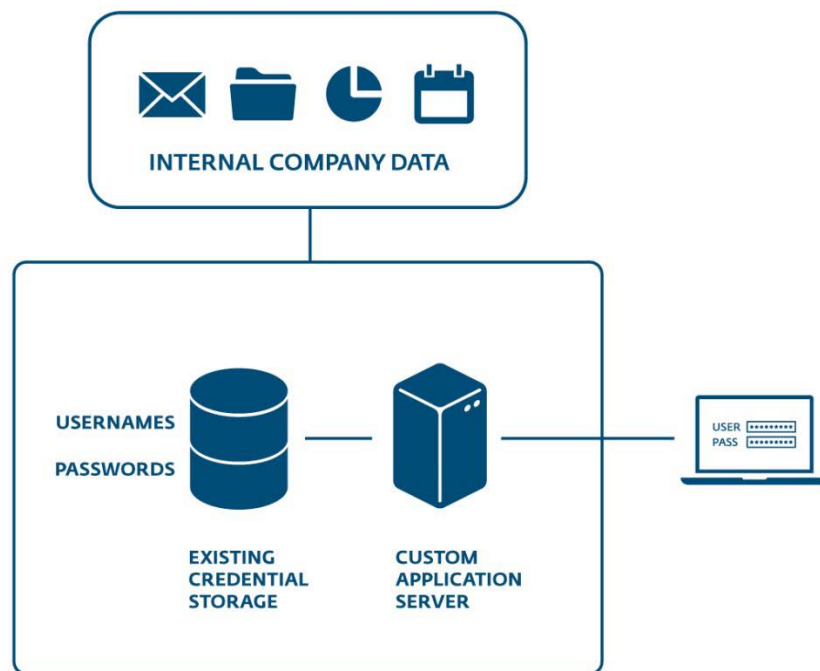 INTERNAL COMPANY DATA
USERNAMES
PASSWORDS
EXISTING
CREDENTIAL
STORAGE
CUSTOM
APPLICATION
SERVER
USER *********
PASS *********